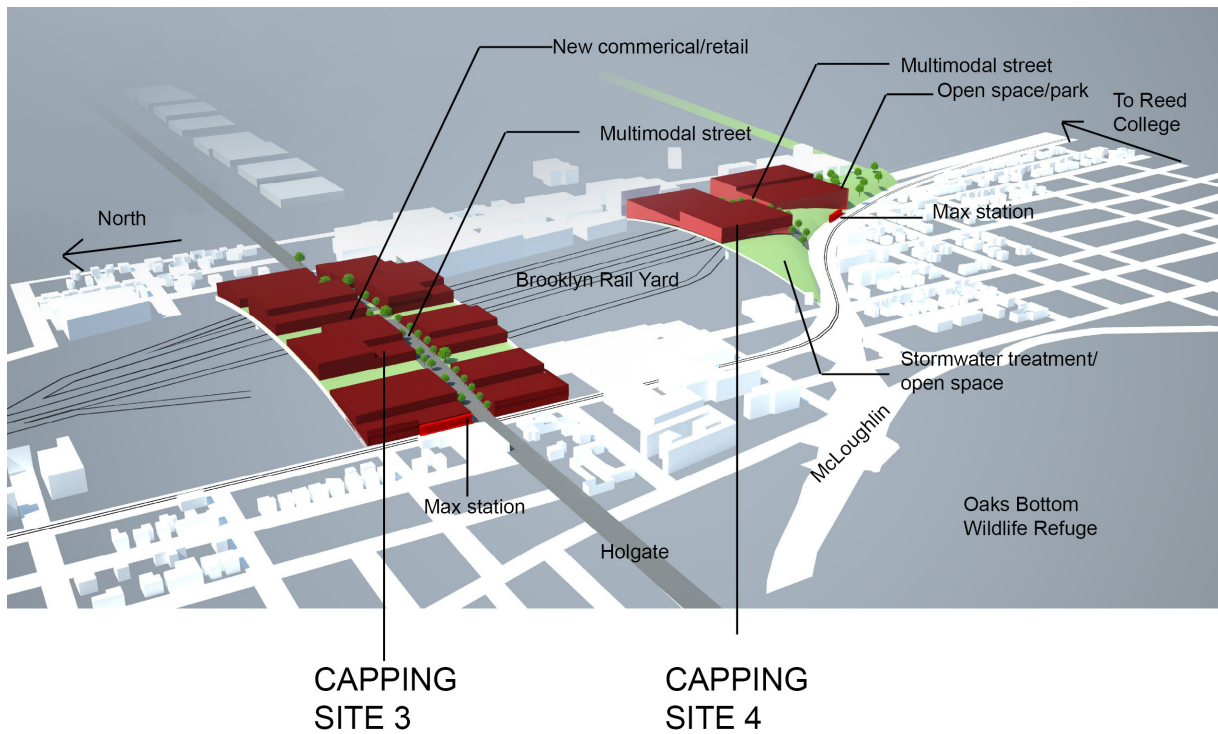 New commerical/retail
Multimodal street
Open space/park
To Reed
College
Multimodal street
North
Max station
Brooklyn Rail Yard
Stormwater treatment/
open space
McLoughlin
Max station
Oaks Bottom
Wildlife Refuge
Holgate
CAPPING
SITE 3
CAPPING
SITE 4